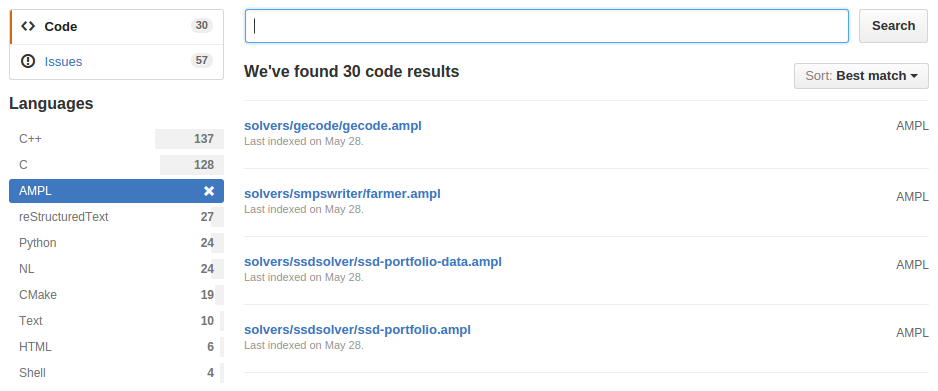 Code 30
Issues 57
Languages
C++ 137
C 128
AMPL
reStructuredText 27
Python 24
NL 24
CMake 19
Text 10
HTML 6
Shell 4
Search
We've found 30 code results
Sort: Best match
solvers/gecode/gecode.ampl AMPL
Last indexed on May 28.
solvers/smpswriter/farmer.ampl AMPL
Last indexed on May 28.
solvers/ssdsolver/ssd-portfolio-data.ampl AMPL
Last indexed on May 28.
solvers/ssdsolver/ssd-portfolio.ampl AMPL
Last indexed on May 28.